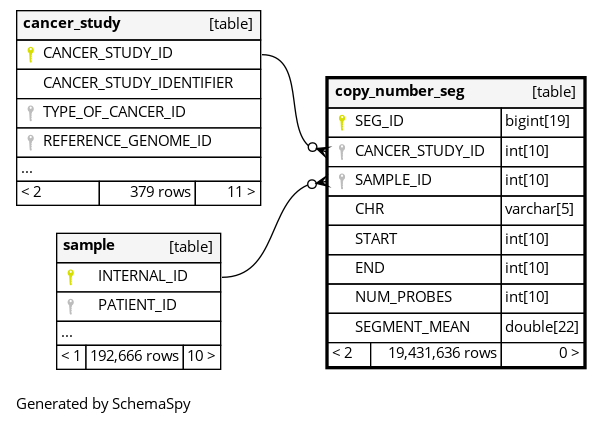 cancer_study [table]
CANCER_STUDY_ID
CANCER_STUDY_IDENTIFIER
TYPE_OF_CANCER_ID
REFERENCE_GENOME_ID
...
< 2 379 rows 11 >
copy_number_seg [table]
SEG_ID bigint[19]
CANCER_STUDY_ID int[10]
SAMPLE_ID int[10]
CHR varchar[5]
START int[10]
END int[10]
NUM_PROBES int[10]
SEGMENT_MEAN double[22]
< 2 19,431,636 rows 0 >
sample [table]
INTERNAL_ID
PATIENT_ID
...
< 1 192,666 rows 10 >
Generated by SchemaSpy